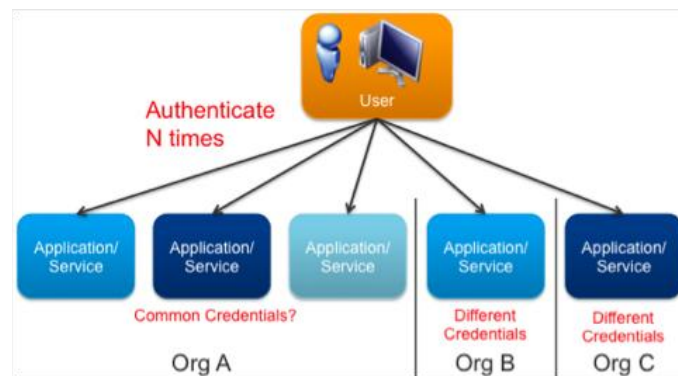 User
Authenticate
N times
Application/
Service
Application/
Service
Application/
Service
Application/
Service
Application/
Service
Common Credentials?
Different
Credentials
Different
Credentials
Org A
Org B
Org C